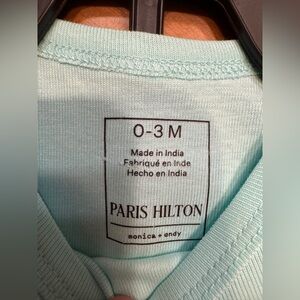 0-3 M
Made in India
Fabriqué en Inde
Hecho en India
PARIS HILTON
monica + andy